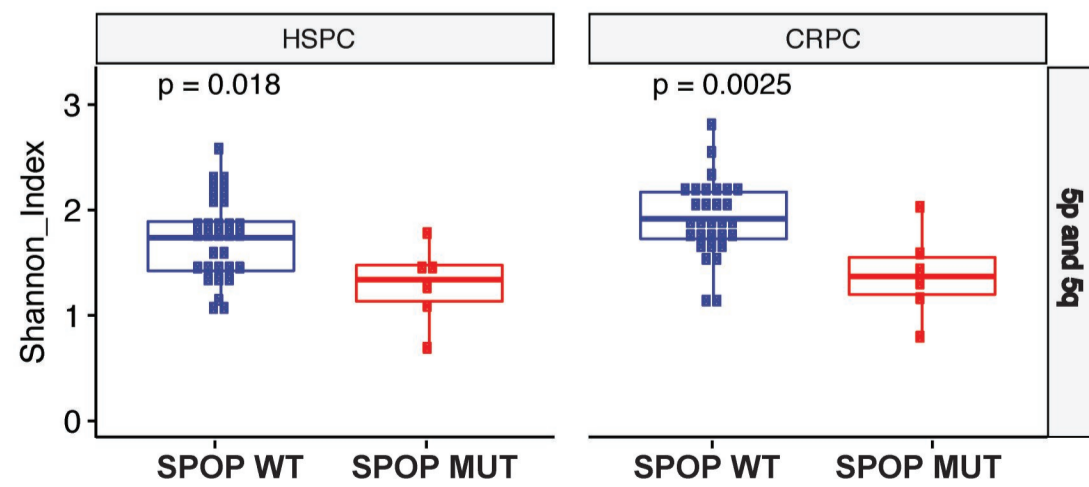 HSPC
CRPC
p = 0.018
p = 0.0025
Shannon_Index
3
2
1
0
5p and 5q
SPOP WT
SPOP MUT
SPOP WT
SPOP MUT